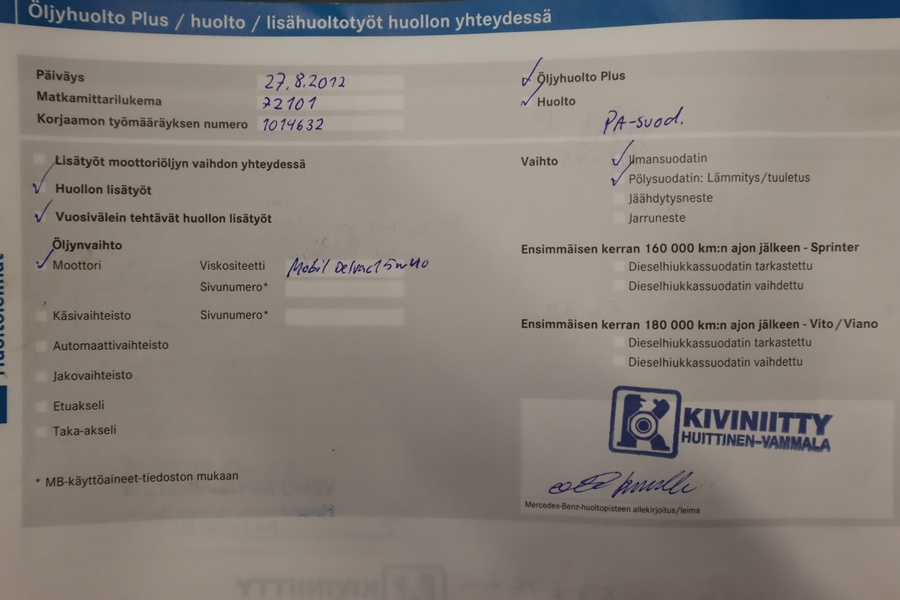 Öljyhuolto Plus / huolto / lisähuoltotyöt huollon yhteydessä
Päiväys 27.8.2012
Matkamittarilukema 72101
Korjaamon työmääräyksen numero 1014632
Öljyhuolto Plus
Huolto
PA-suod.
Lisätyöt moottoriöljyn vaihdon yhteydessä
Huollon lisätyöt
Vuosivälein tehtävät huollon lisätyöt
Öljynvaihto
Moottori Viskositeetti Mobil Delvac1 5w40
Sivunumero*
Käsivaihteisto Sivunumero*
Automaattivaihteisto
Jakovaihteisto
Etuakseli
Taka-akseli
* MB-käyttöaineet-tiedoston mukaan
Vaihto Ilmansuodatin
Pölysuodatin: Lämmitys/tuuletus
Jäähdytysneste
Jarruneste
Ensimmäisen kerran 160 000 km:n ajon jälkeen - Sprinter
Dieselhiukkassuodatin tarkastettu
Dieselhiukkassuodatin vaihdettu
Ensimmäisen kerran 180 000 km:n ajon jälkeen - Vito / Viano
Dieselhiukkassuodatin tarkastettu
Dieselhiukkassuodatin vaihdettu
KIVINIITTY
HUITTINEN-VAMMALA
Mercedes-Benz-huoltopisteen allekirjoitus/leima